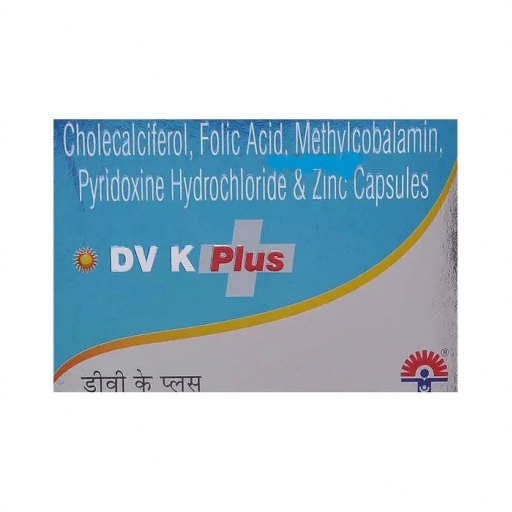 Cholecalciferol, Folic Acid, Methylcobalamin,
Pyridoxine Hydrochloride & Zinc Capsules
DV K Plus
डीवी के प्लस
®